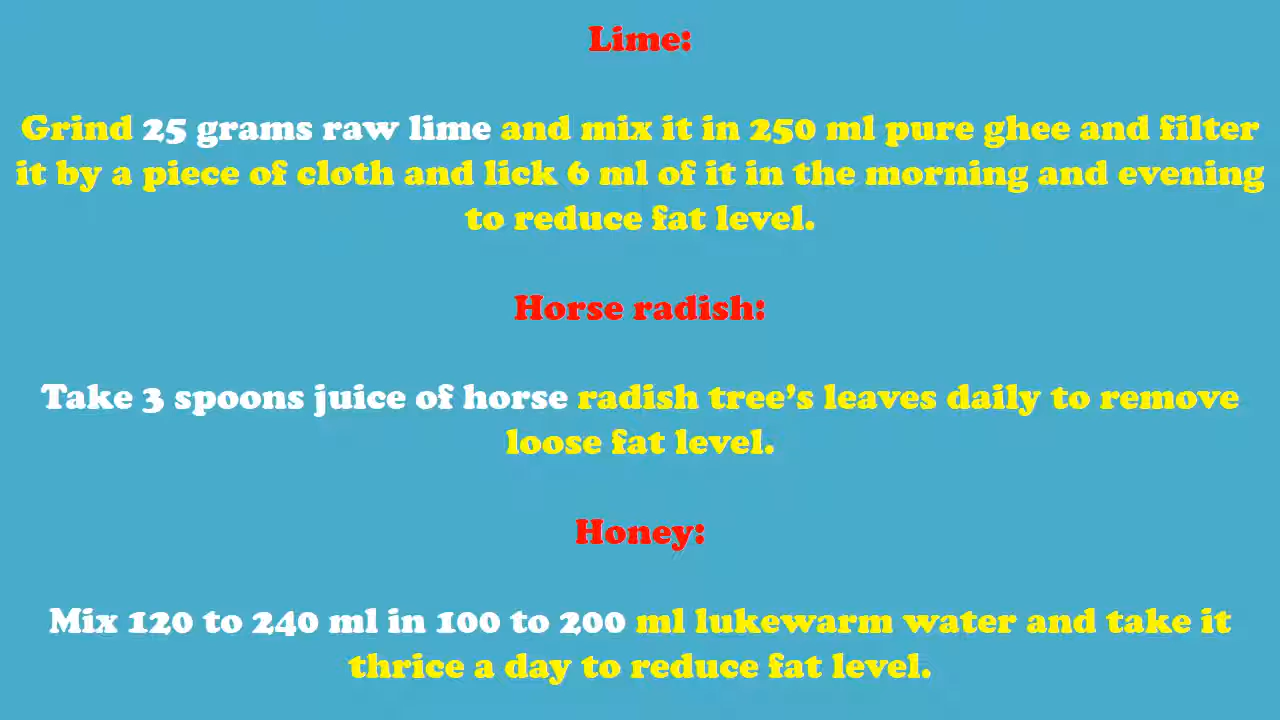 Lime:
Grind 25 grams raw lime and mix it in 250 ml pure ghee and filter
it by a piece of cloth and lick 6 ml of it in the morning and evening
to reduce fat level.
Horse radish:
Take 3 spoons juice of horse radish tree's leaves daily to remove
loose fat level.
Honey:
Mix 120 to 240 ml in 100 to 200 ml lukewarm water and take it
thrice a day to reduce fat level.